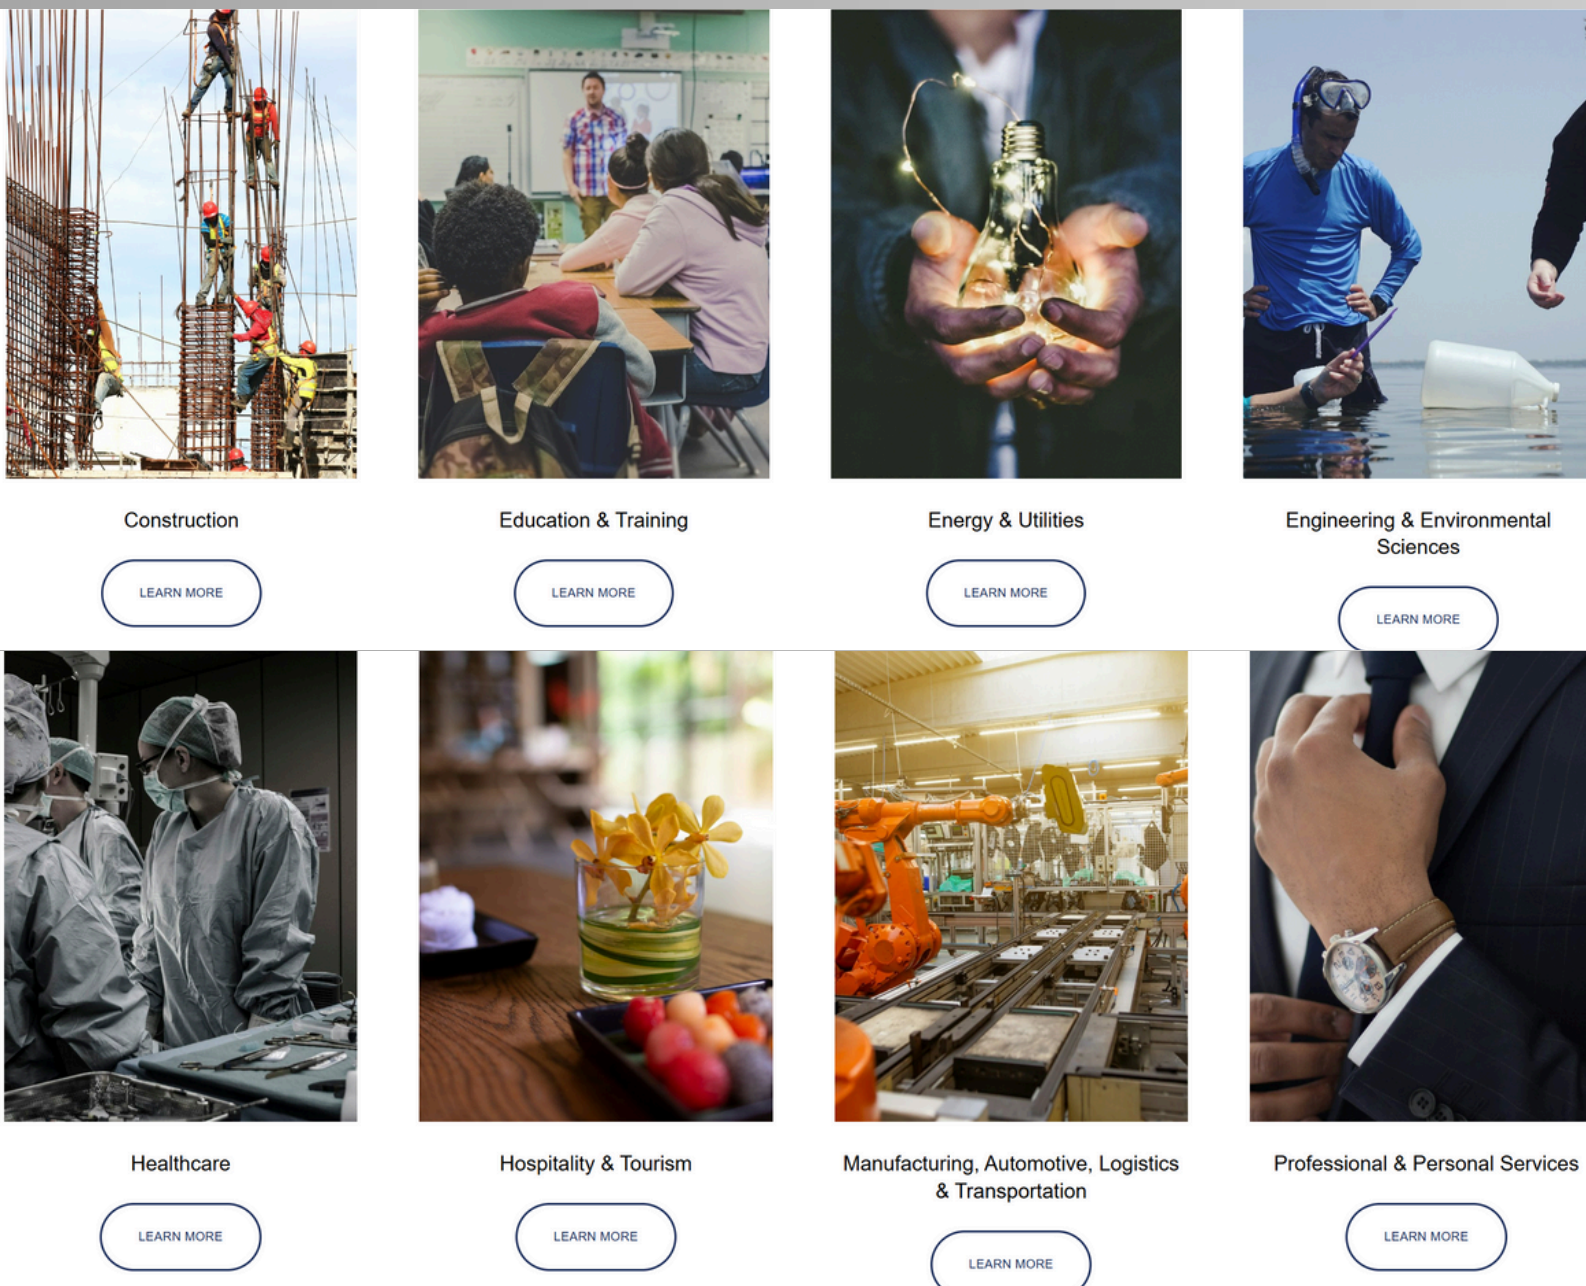 Construction
Education & Training
Energy & Utilities
Engineering & Environmental
Sciences
LEARN MORE
LEARN MORE
LEARN MORE
LEARN MORE
Healthcare
Hospitality & Tourism
Manufacturing, Automotive, Logistics
& Transportation
Professional & Personal Services
LEARN MORE
LEARN MORE
LEARN MORE
LEARN MORE